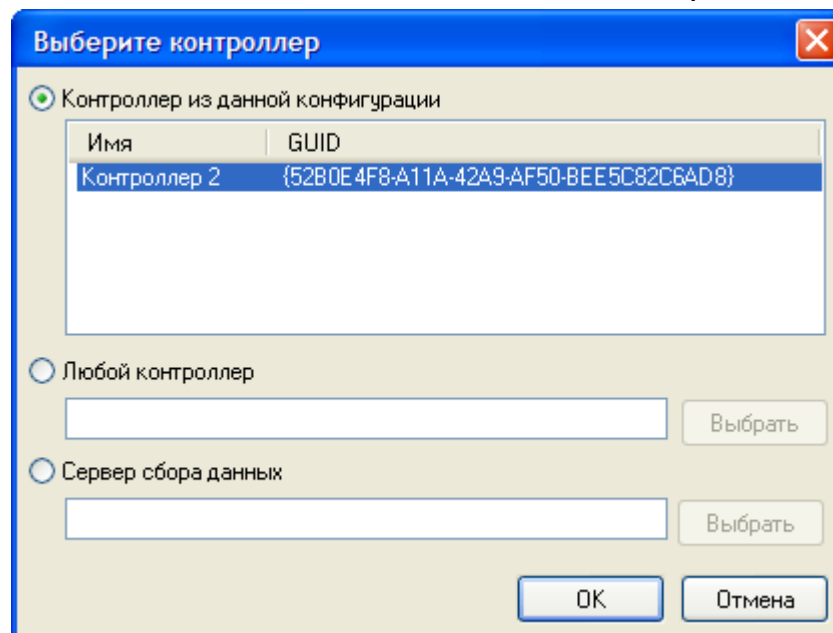 Выберите контроллер
Контроллер из данной конфигурации
Имя GUID
Контроллер 2 {52B0E4F8-A11A-42A9-AF50-BEE5C82C6AD8}
Любой контроллер
Выбрать
Сервер сбора данных
Выбрать
OK Отмена